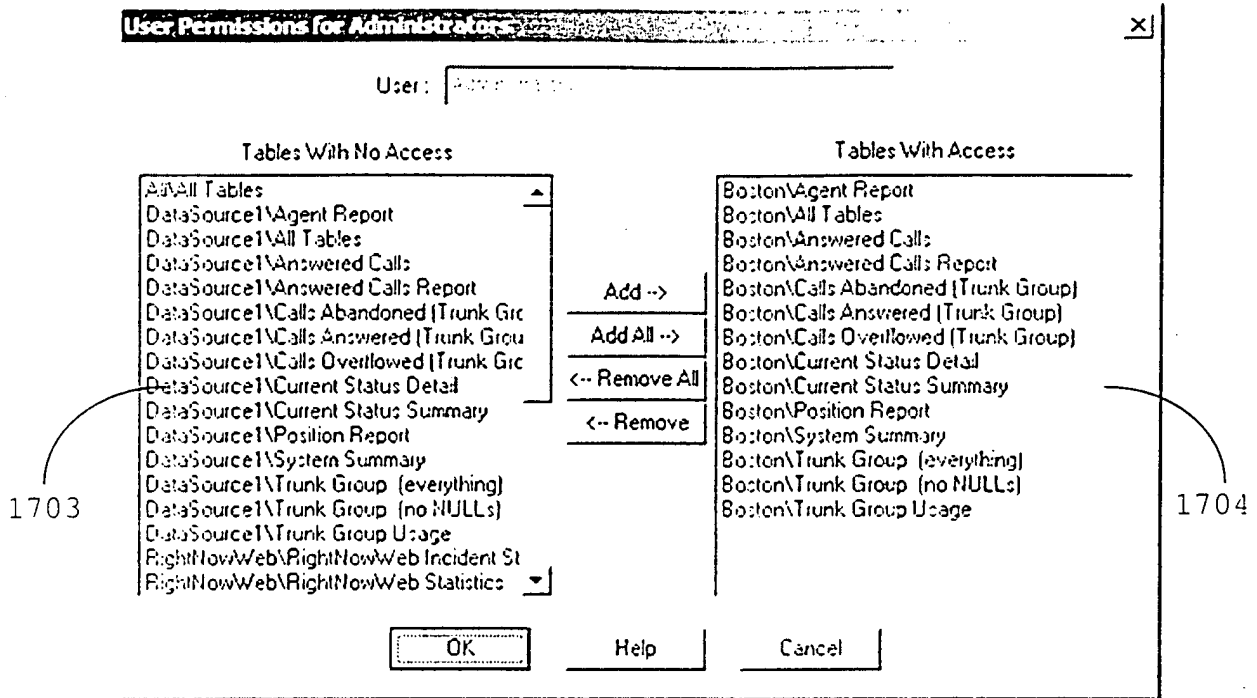 User Permissions for Administrators
User:
Tables With No Access
All\All Tables
DataSource1\Agent Report
DataSource1\All Tables
DataSource1\Answered Calls
DataSource1\Answered Calls Report
DataSource1\Calls Abandoned (Trunk Grc
DataSource1\Calls Answered (Trunk Grou
DataSource1\Calls Overflowed (Trunk Grc
DataSource1\Current Status Detail
DataSource1\Current Status Summary
DataSource1\Position Report
DataSource1\System Summary
DataSource1\Trunk Group (everything)
DataSource1\Trunk Group (no NULLs)
DataSource1\Trunk Group Usage
RightNowWeb\RightNowWeb Incident St
RightNowWeb\RightNowWeb Statistics
1703
Add -->
Add All -->
<-- Remove All
<-- Remove
Tables With Access
Boston\Agent Report
Boston\All Tables
Boston\Answered Calls
Boston\Answered Calls Report
Boston\Calls Abandoned (Trunk Group)
Boston\Calls Answered (Trunk Group)
Boston\Calls Overflowed (Trunk Group)
Boston\Current Status Detail
Boston\Current Status Summary
Boston\Position Report
Boston\System Summary
Boston\Trunk Group (everything)
Boston\Trunk Group (no NULLs)
Boston\Trunk Group Usage
1704
OK
Help
Cancel